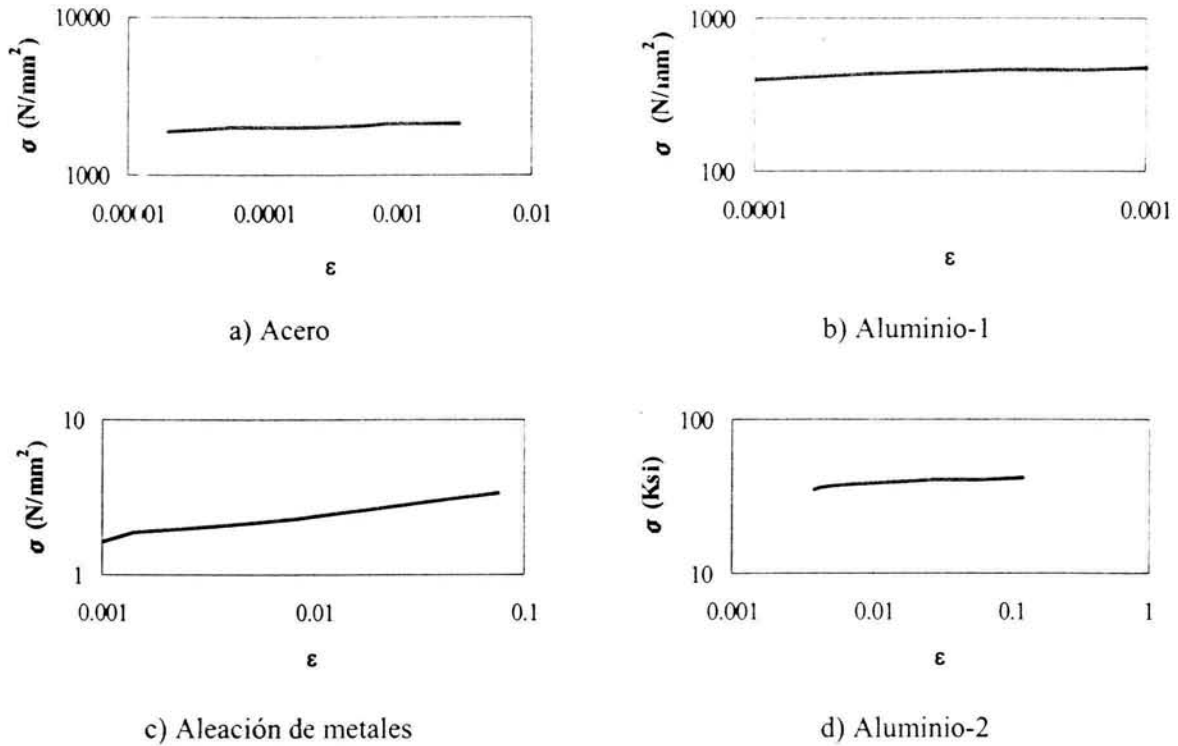 10000
σ (N/mm²)
1000
0.00001
0.0001
0.001
0.01
ε
a) Acero
1000
σ (N/mm²)
100
0.0001
0.001
ε
b) Aluminio-1
10
σ (N/mm²)
1
0.001
0.01
0.1
ε
c) Aleación de metales
100
σ (Ksi)
10
0.001
0.01
0.1
1
ε
d) Aluminio-2